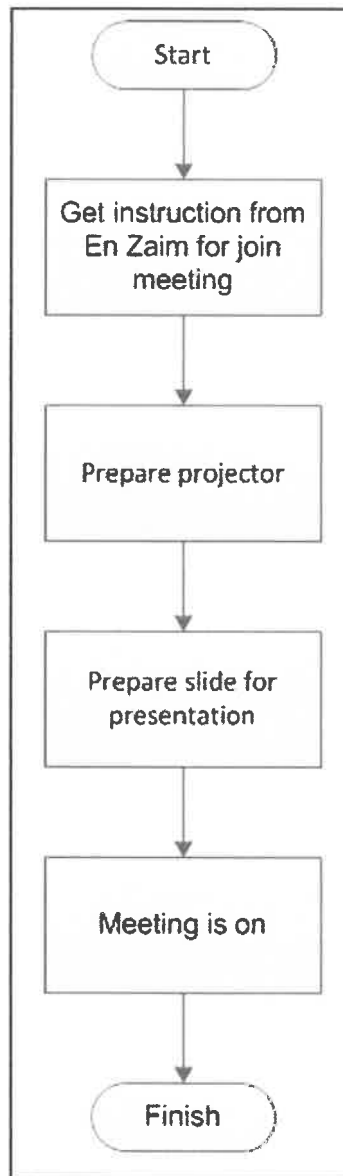 Start
Get instruction from
En Zaim for join
meeting
Prepare projector
Prepare slide for
presentation
Meeting is on
Finish